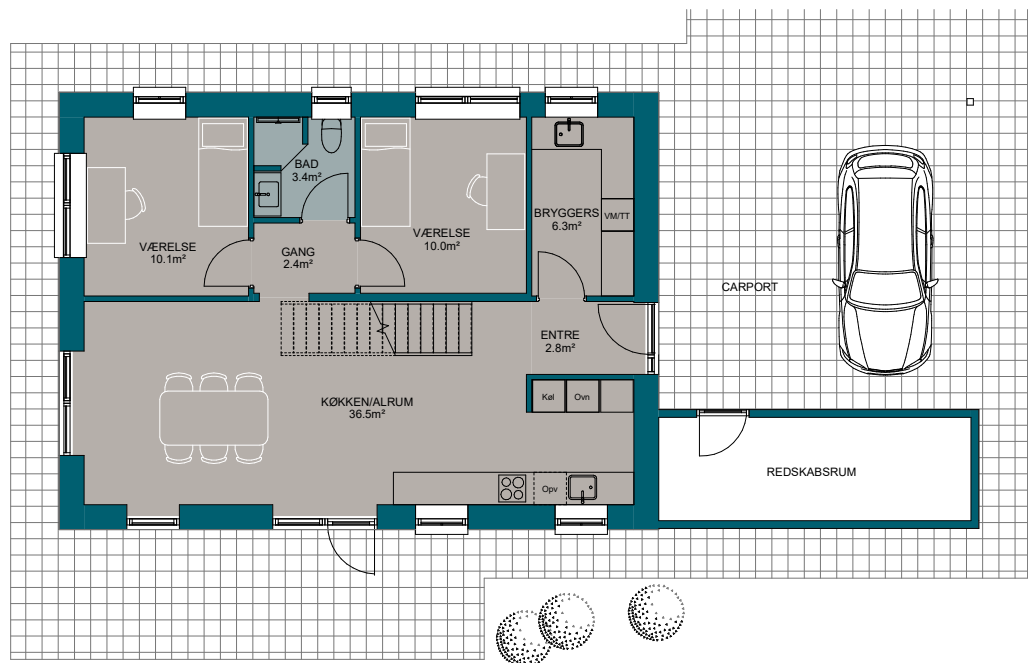 BAD
3.4m²
BRYGGERS
6.3m²
VM/TT
VÆRELSE
10.1m²
VÆRELSE
10.0m²
GANG
2.4m²
CARPORT
ENTRE
2.8m²
KØKKEN/ALRUM
36.5m²
Køl
Ovn
REDSKABSRUM
Opv